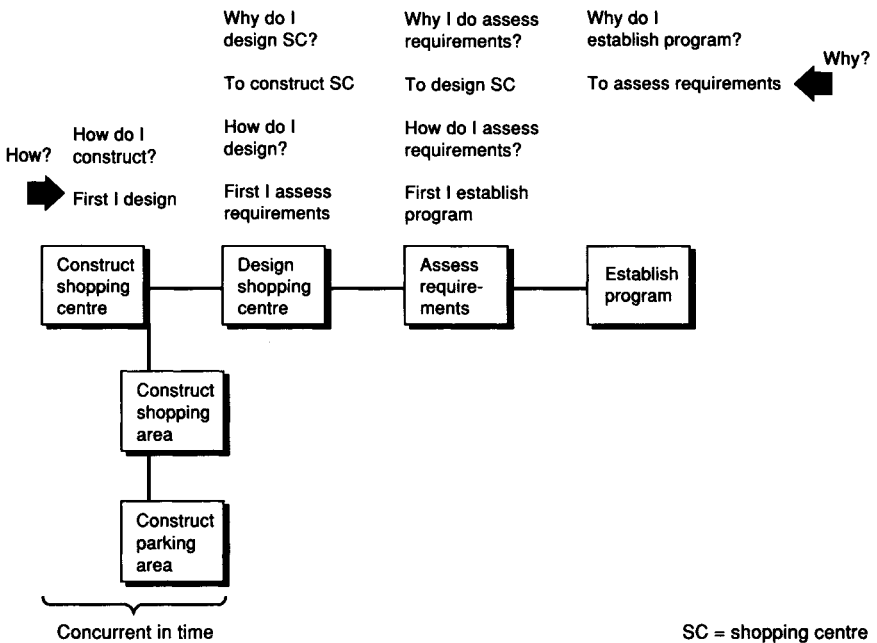 Why do I
design SC?
Why I do assess
requirements?
Why do I
establish program?
Why?
To construct SC
To design SC
To assess requirements
How?
How do I
construct?
How do I
design?
How do I assess
requirements?
First I design
First I assess
requirements
First I establish
program
Construct
shopping
centre
Design
shopping
centre
Assess
require-
ments
Establish
program
Construct
shopping
area
Construct
parking
area
Concurrent in time
SC = shopping centre